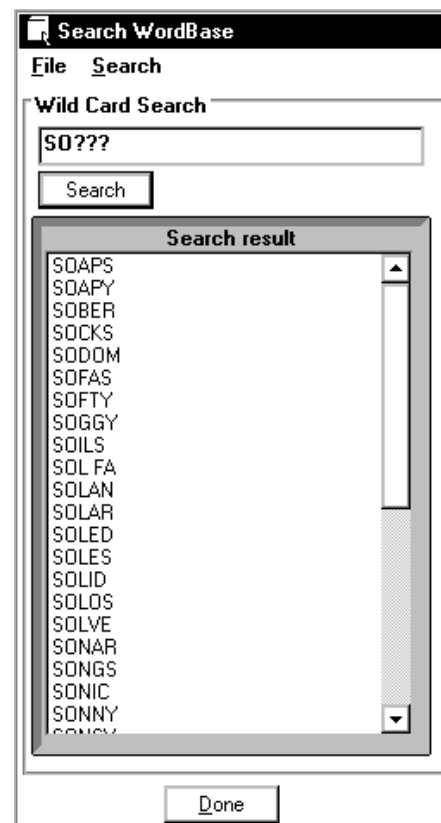 Search WordBase
File Search
Wild Card Search
SO???
Search
Search result
SOAPS
SOAPY
SOBER
SOCKS
SODOM
SOFAS
SOFTY
SOGGY
SOILS
SOL FA
SOLAN
SOLAR
SOLED
SOLES
SOLID
SOLOS
SOLVE
SONAR
SONGS
SONIC
SONNY
Done